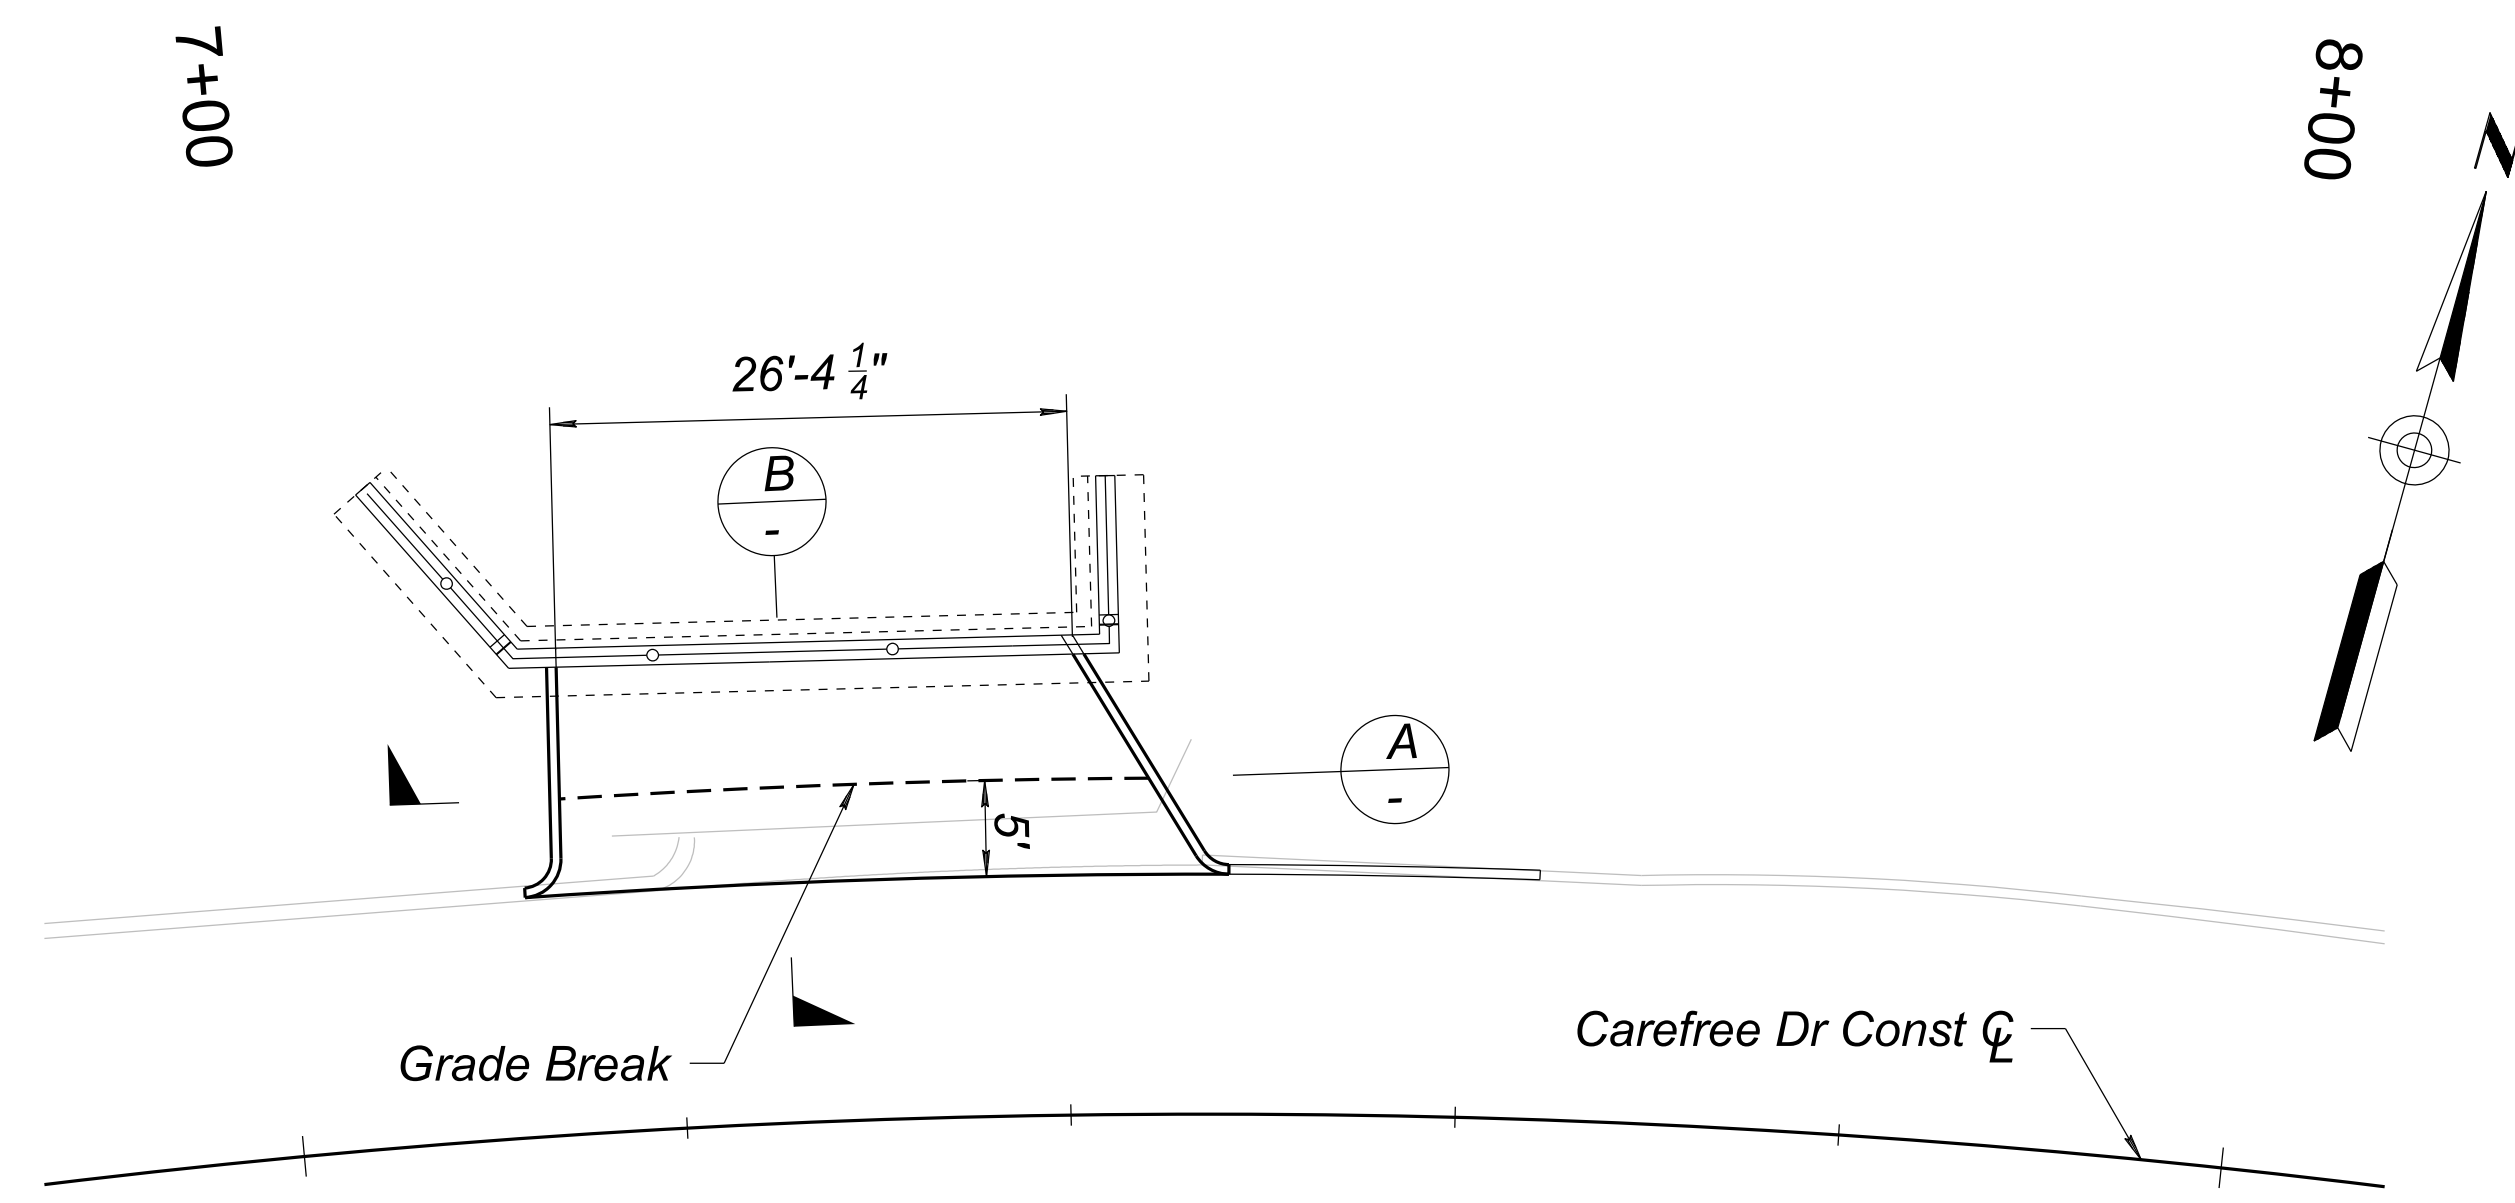 7+00
8+00
N
26'-4 1/4"
B
-
A
-
5'
Grade Break
Carefree Dr Const ℄